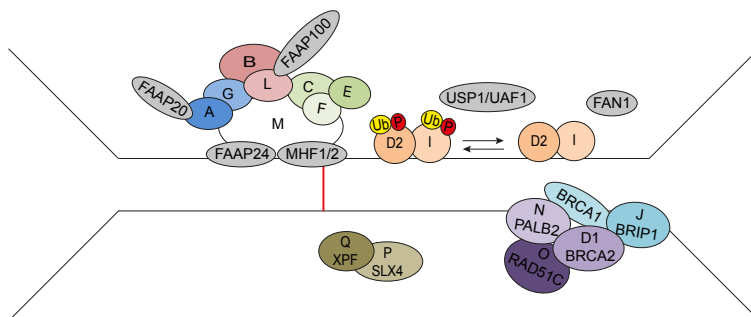 FAAP100
B
FAAP20
G
L
C
E
A
F
M
FAAP24
MHF1/2
Ub
P
D2
Ub
P
I
USP1/UAF1
FAN1
D2
I
Q
XPF
P
SLX4
BRCA1
N
PALB2
J
BRIP1
D1
BRCA2
O
RAD51C